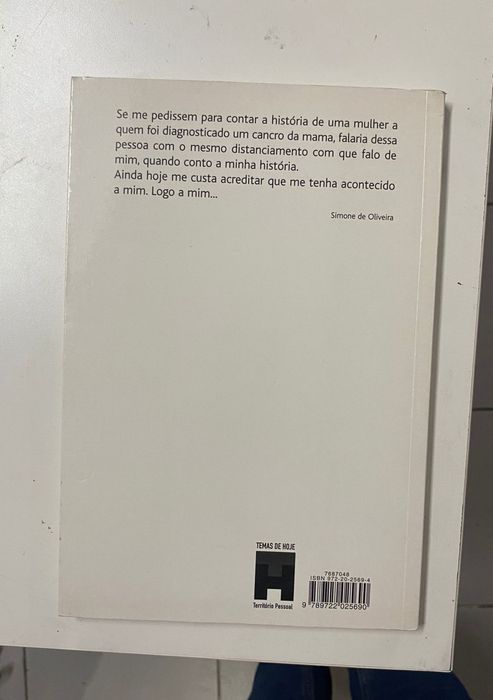 Se me pedissem para contar a história de uma mulher a
quem foi diagnosticado um cancro da mama, falaria dessa
pessoa com o mesmo distanciamento com que falo de
mim, quando conto a minha história.
Ainda hoje me custa acreditar que me tenha acontecido
a mim. Logo a mim...
Simone de Oliveira
TEMAS DE HOJE
H
Território Pessoal
7687048
ISBN 972-20-2569-4
9 789722 025690